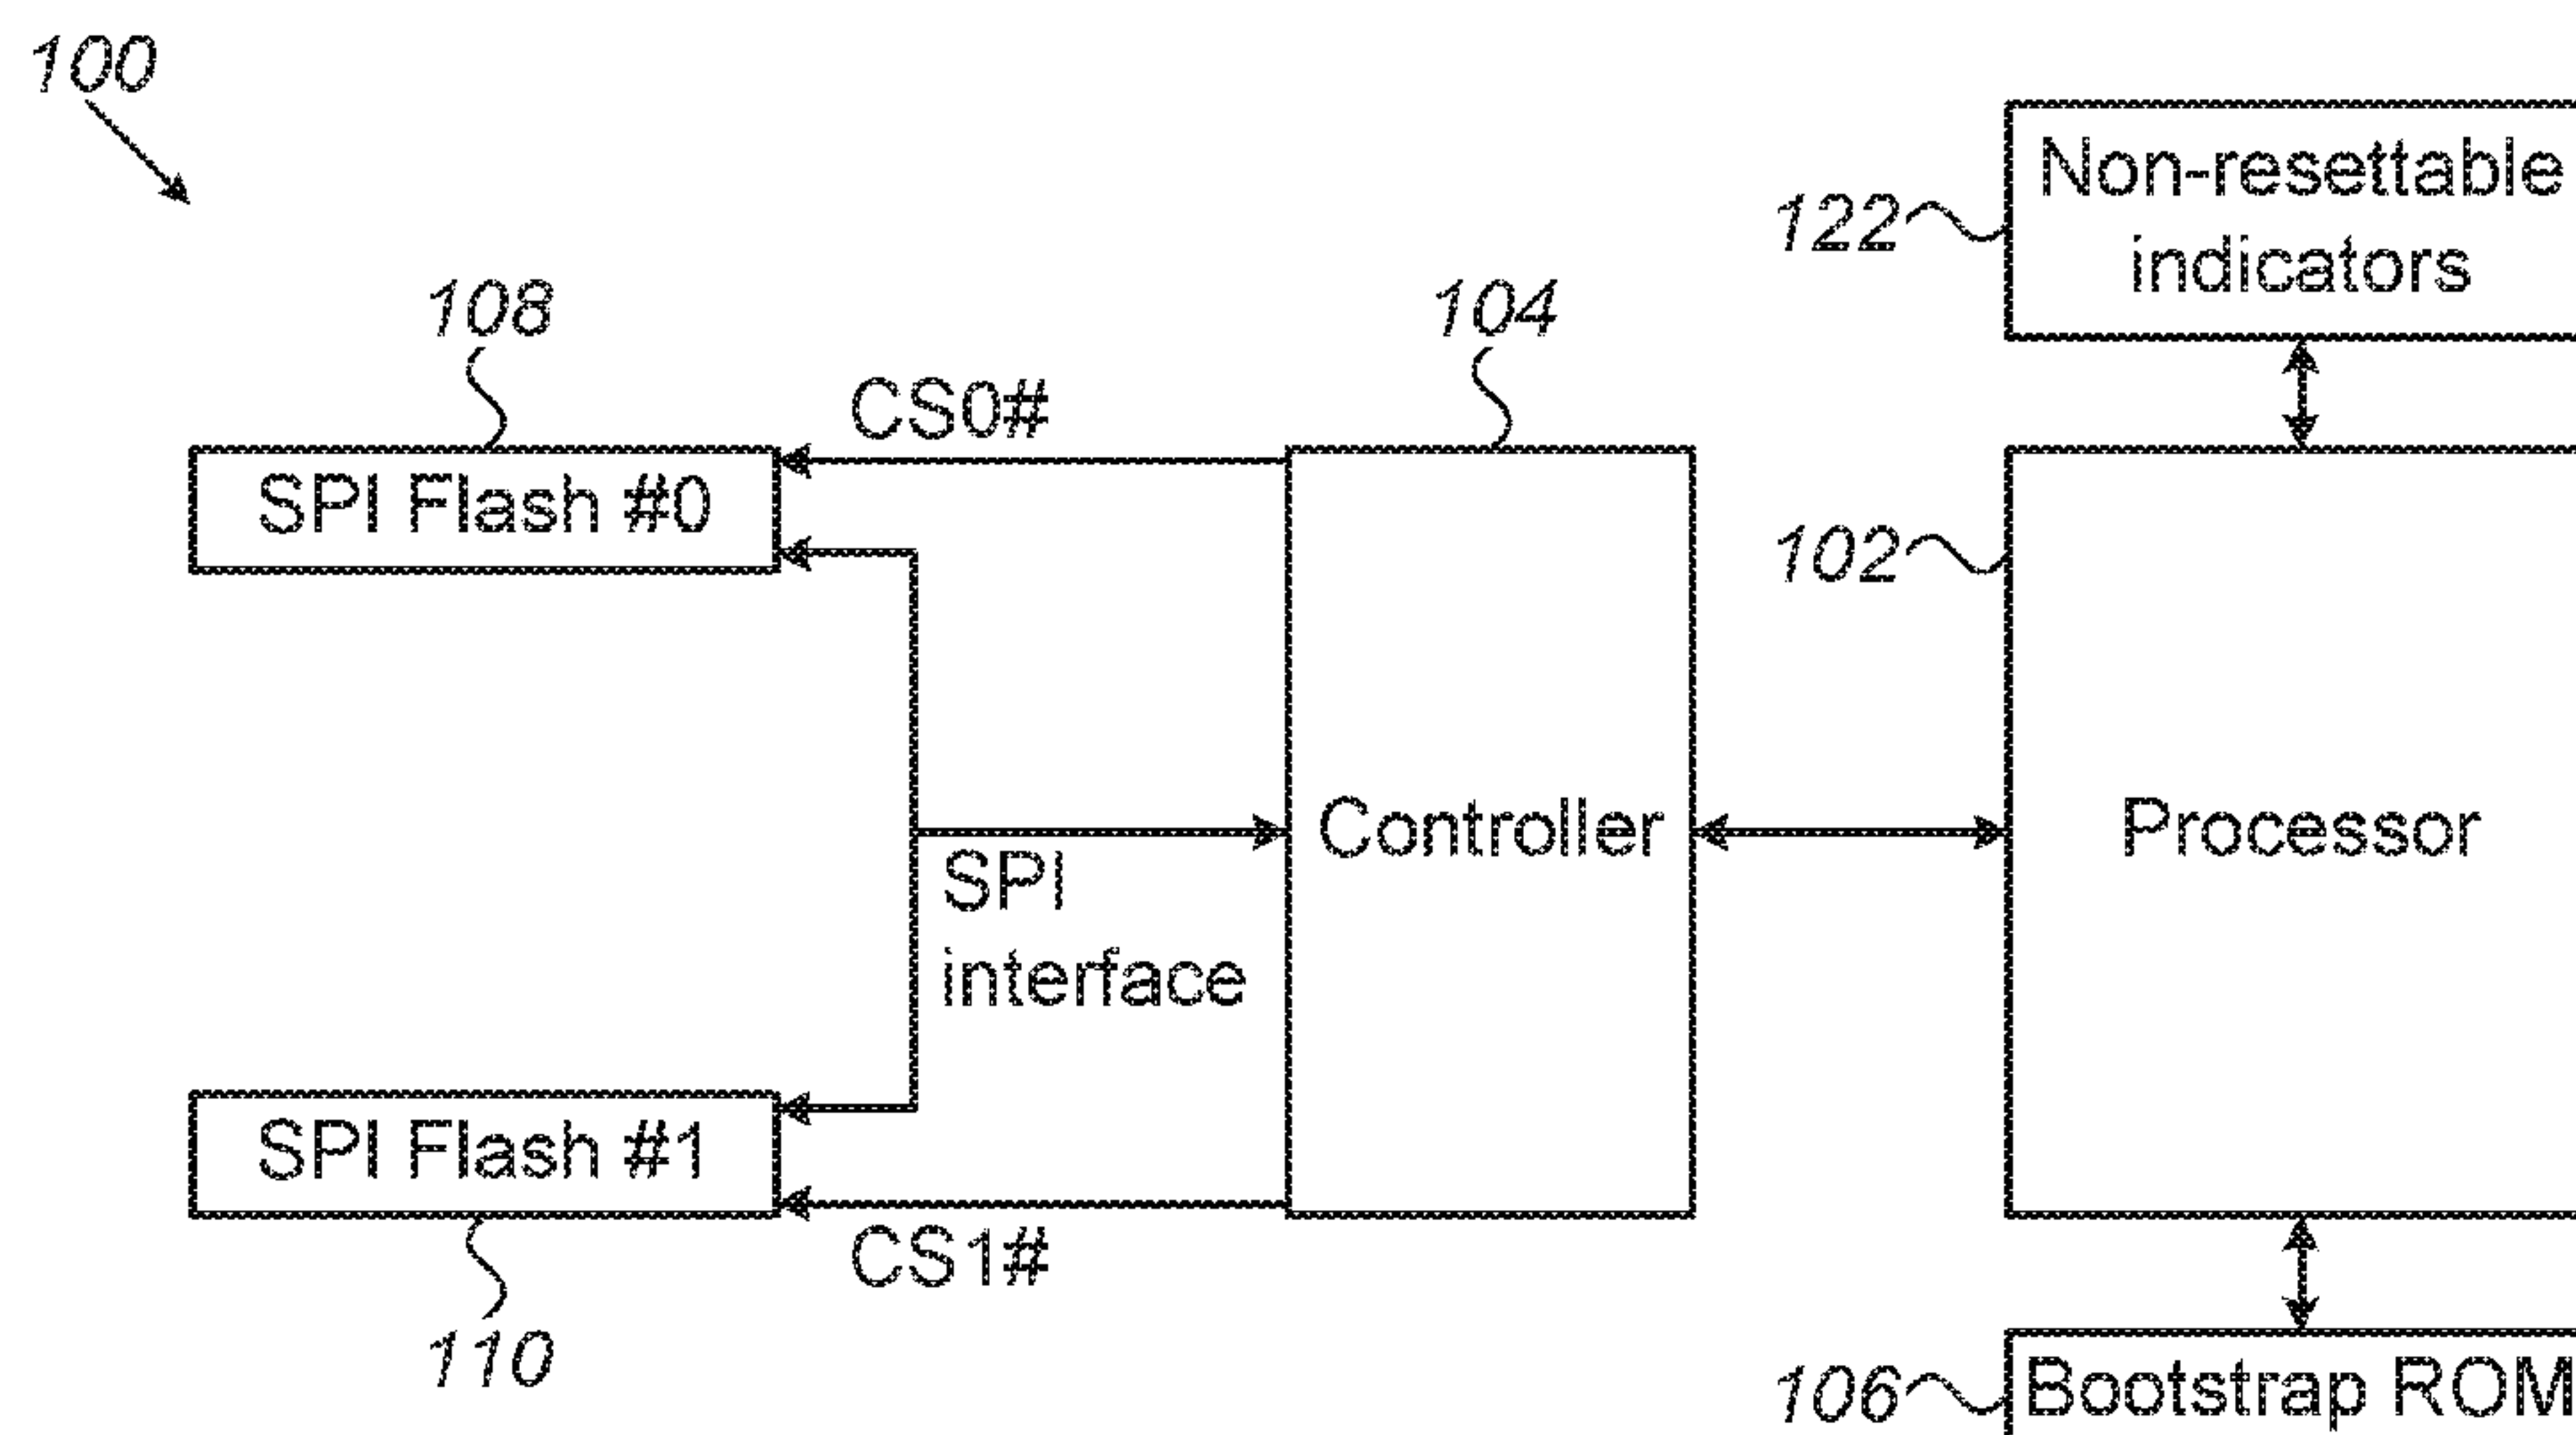 100
Non-resettable
indicators
122
108
104
CS0#
SPI Flash #0
102
Controller
Processor
SPI
interface
SPI Flash #1
CS1#
110
106
Bootstrap ROM